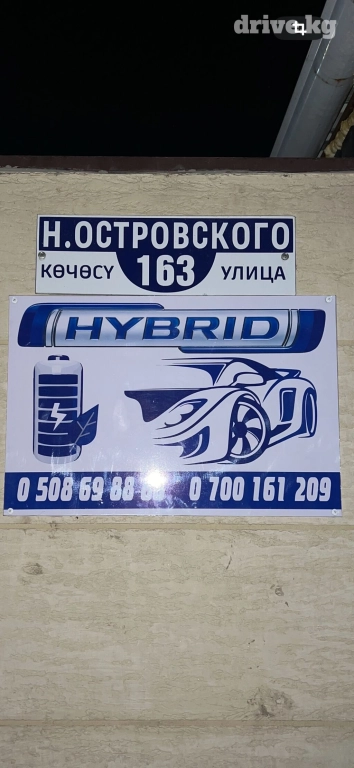 drive.kg
Н.ОСТРОВСКОГО
КӨЧӨСҮ 163 УЛИЦА
HYBRID
0 508 69 88 0 700 161 209